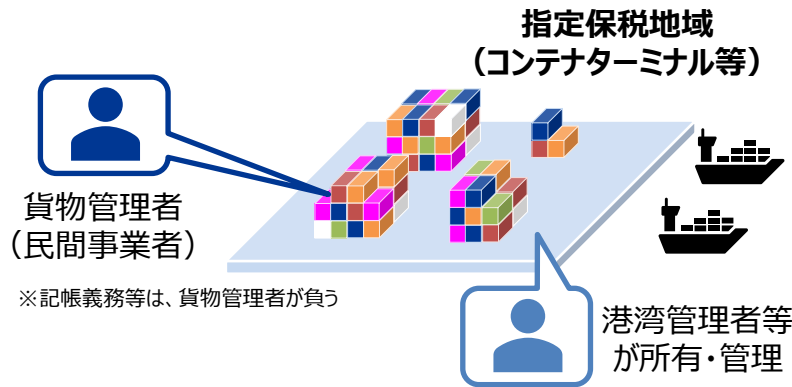 指定保税地域
（コンテナターミナル等）
貨物管理者
（民間事業者）
※記帳義務等は、貨物管理者が負う
港湾管理者等
が所有・管理